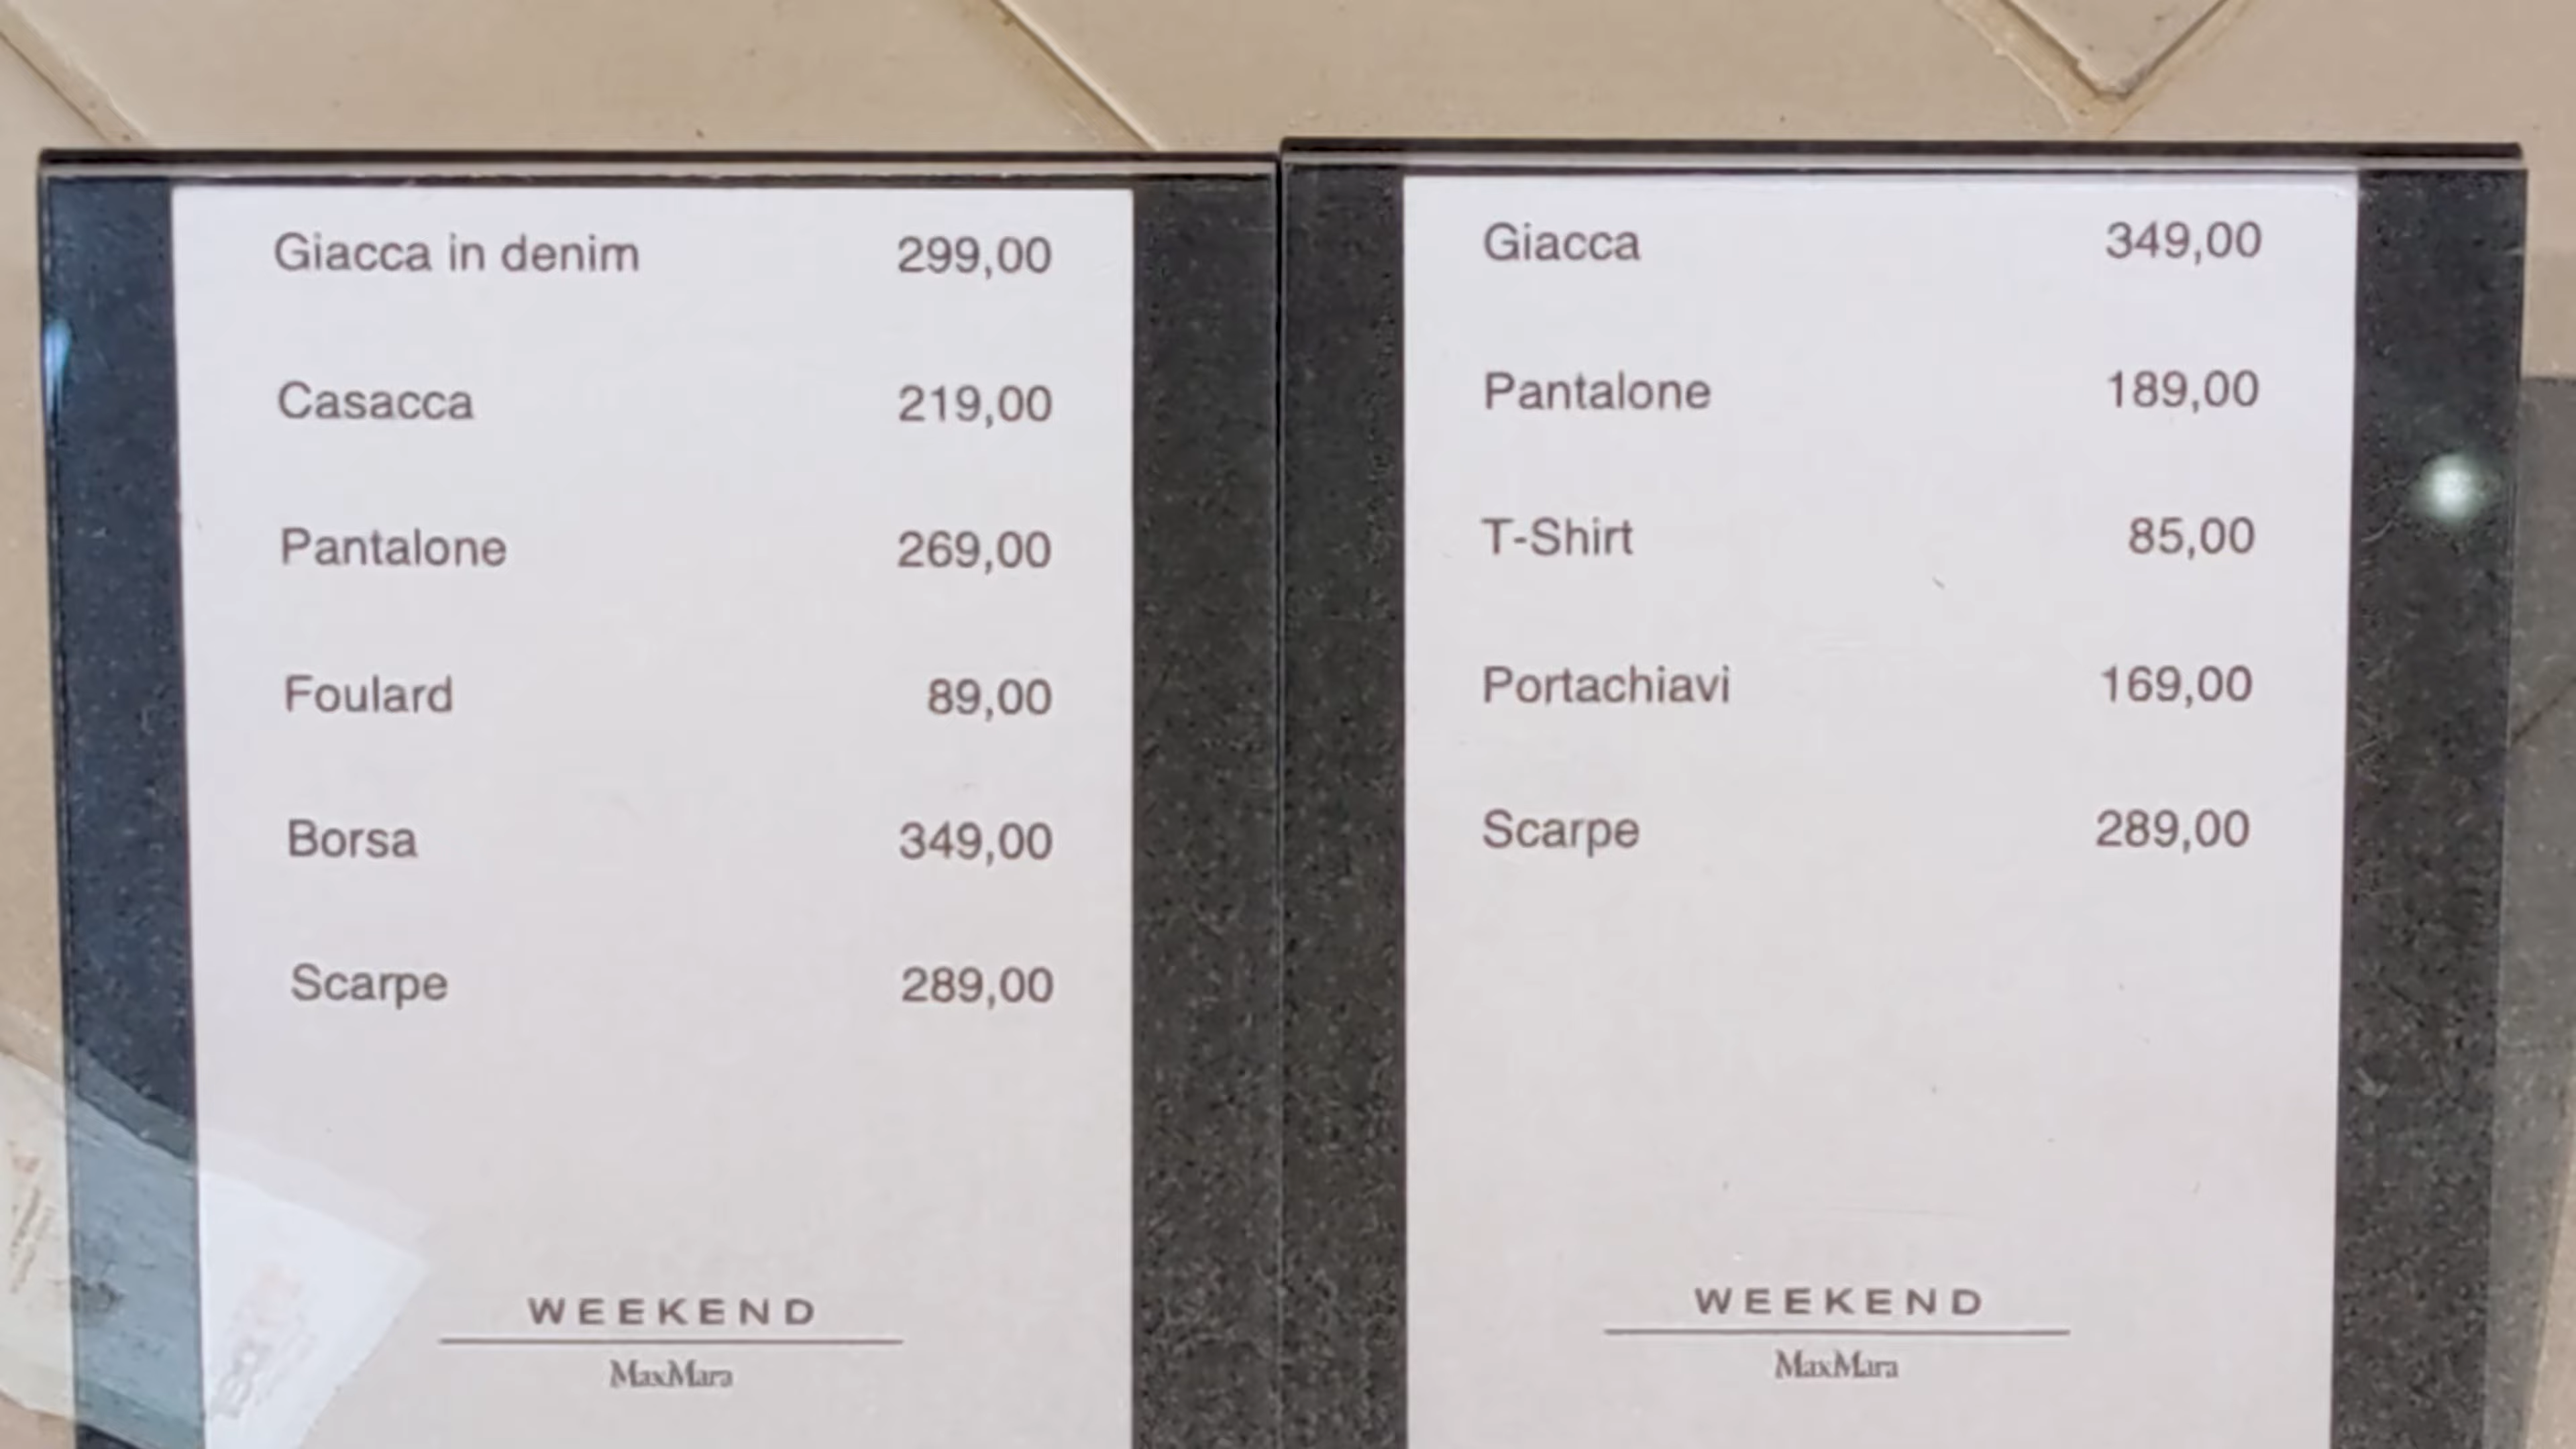 Giacca in denim 299,00
Casacca 219,00
Pantalone 269,00
Foulard 89,00
Borsa 349,00
Scarpe 289,00
WEEKEND
MaxMara
Giacca 349,00
Pantalone 189,00
T-Shirt 85,00
Portachiavi 169,00
Scarpe 289,00
WEEKEND
MaxMara